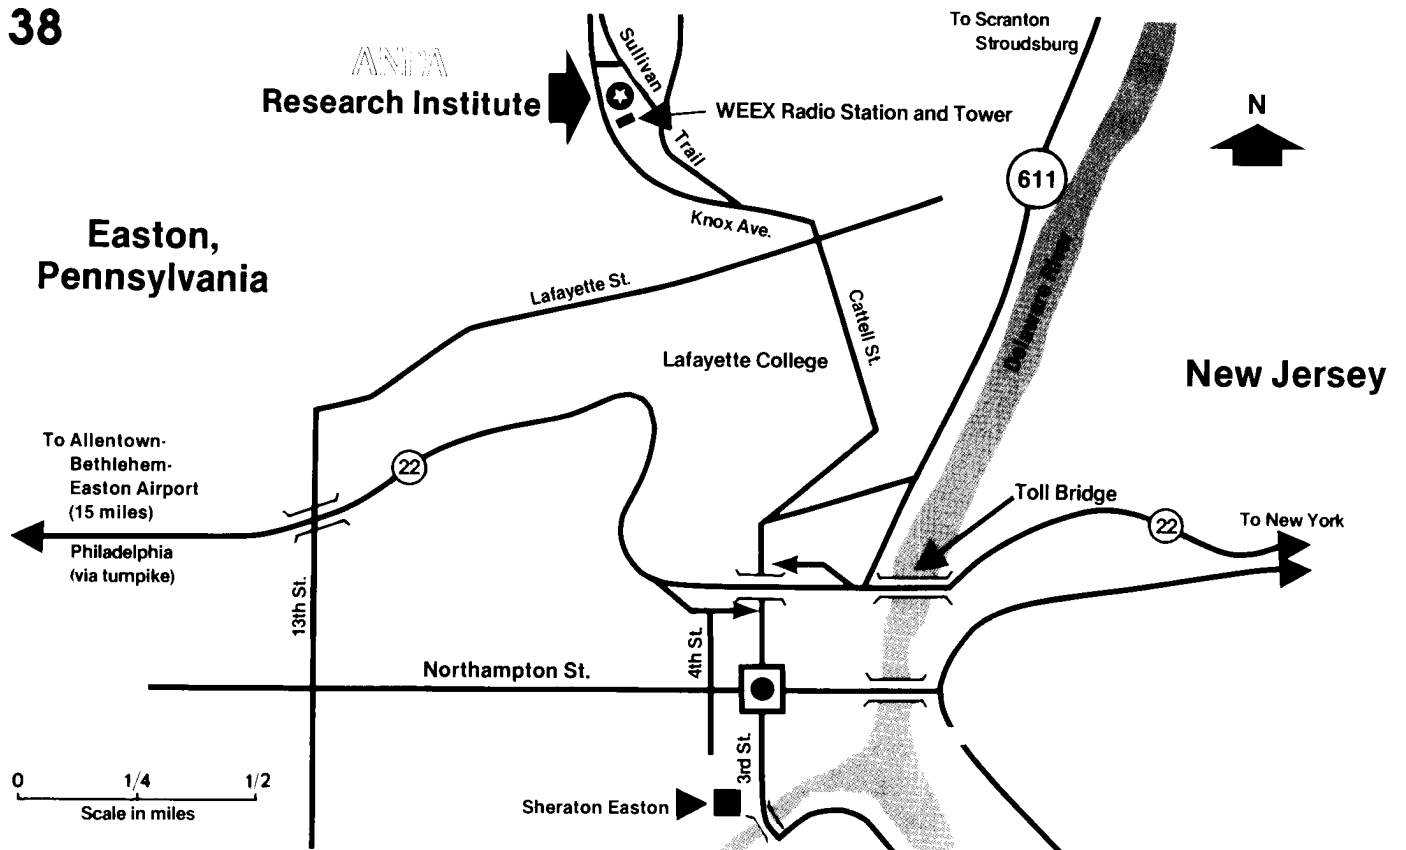 38
ANPA
Research Institute
Sullivan
Trail
WEEX Radio Station and Tower
To Scranton
Stroudsburg
N
611
Easton,
Pennsylvania
Knox Ave.
Lafayette St.
Cattell St.
Delaware River
Lafayette College
New Jersey
To Allentown-
Bethlehem-
Easton Airport
(15 miles)
Philadelphia
(via turnpike)
22
Toll Bridge
22
To New York
13th St.
4th St.
Northampton St.
3rd St.
0 1/4 1/2
Scale in miles
Sheraton Easton